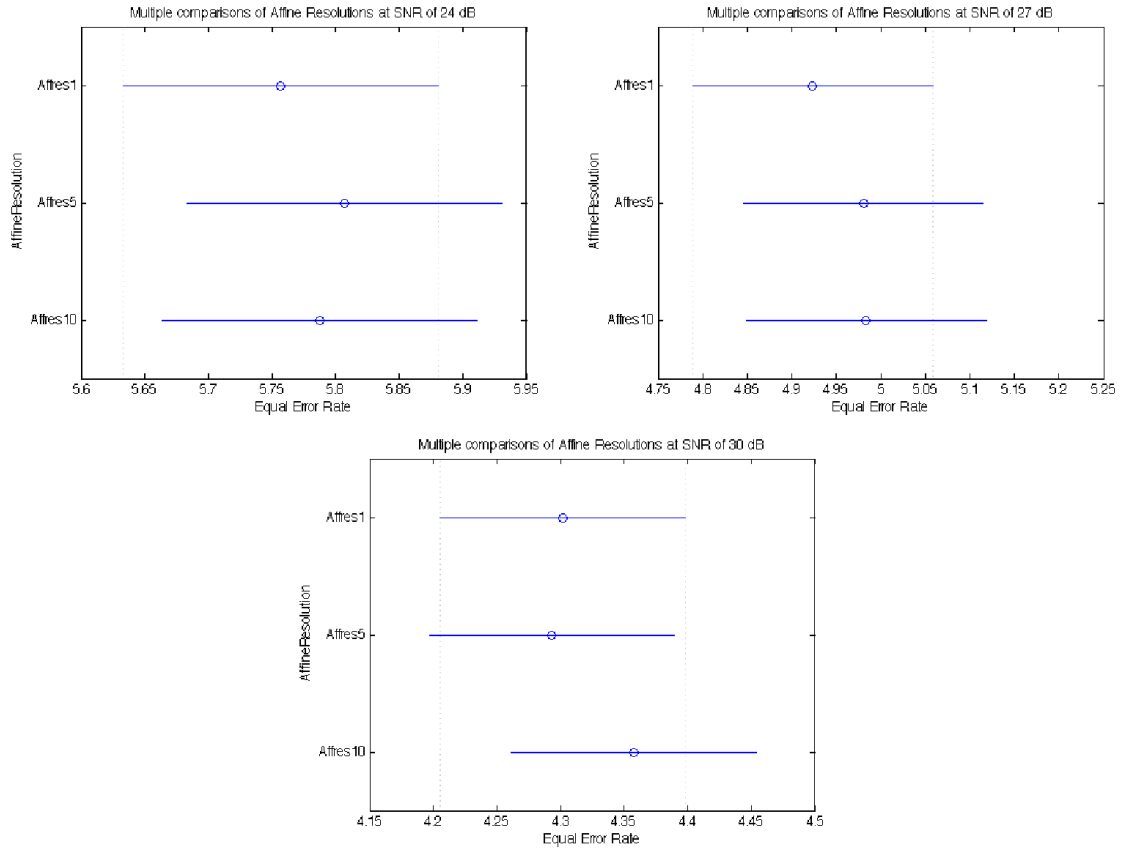 Multiple comparisons of Affine Resolutions at SNR of 24 dB
Affres1
Affres5
Affres10
AffineResolution
5.6 5.65 5.7 5.75 5.8 5.85 5.9 5.95
Equal Error Rate
Multiple comparisons of Affine Resolutions at SNR of 27 dB
Affres1
Affres5
Affres10
AffineResolution
4.75 4.8 4.85 4.9 4.95 5 5.05 5.1 5.15 5.2 5.25
Equal Error Rate
Multiple comparisons of Affine Resolutions at SNR of 30 dB
Affres1
Affres5
Affres10
AffineResolution
4.15 4.2 4.25 4.3 4.35 4.4 4.45 4.5
Equal Error Rate